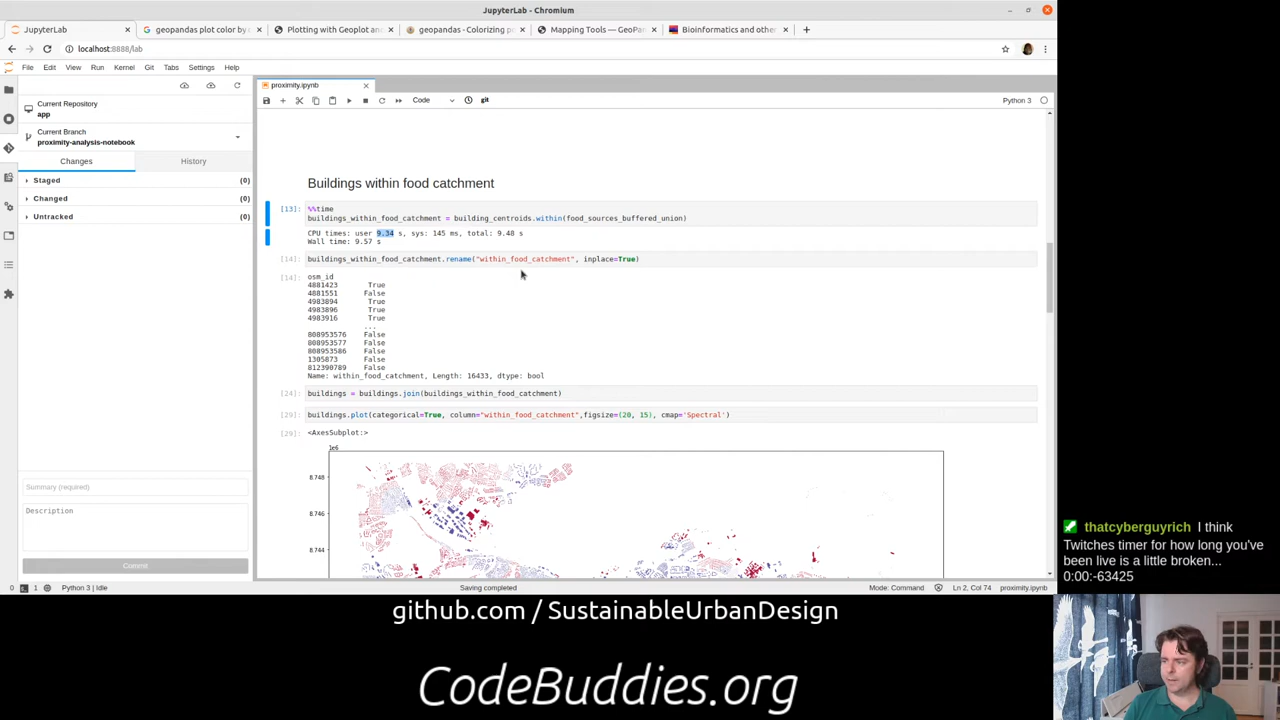 JupyterLab - Chromium
JupyterLab
geopandas plot color by
Plotting with Geoplot an
geopandas - Colorizing p
Mapping Tools — GeoPan
Bioinformatics and other
localhost:8888/lab
File Edit View Run Kernel Git Tabs Settings Help
proximity.ipynb
Code
git
Python 3
Current Repository
app
Current Branch
proximity-analysis-notebook
Changes
History
Staged (0)
Changed (0)
Untracked (0)
Summary (required)
Description
Commit
Buildings within food catchment
[13]: %%time
buildings_within_food_catchment = building_centroids.within(food_sources_buffered_union)
CPU times: user 9.34 s, sys: 145 ms, total: 9.48 s
Wall time: 9.57 s
[14]: buildings_within_food_catchment.rename("within_food_catchment", inplace=True)
[14]: osm_id
4881423 True
4881551 False
4983894 True
4983896 True
4983916 True
...
808953576 False
808953577 False
808953586 False
1305873 False
812390789 False
Name: within_food_catchment, Length: 16433, dtype: bool
[24]: buildings = buildings.join(buildings_within_food_catchment)
[29]: buildings.plot(categorical=True, column="within_food_catchment",figsize=(20, 15), cmap='Spectral')
[29]: <AxesSubplot:>
1e6
8.748
8.746
8.744
0 1 Python 3 | Idle
Saving completed
Mode: Command
Ln 2, Col 74
proximity.ipynb
thatcyberguyrich I think
Twitches timer for how long you've
been live is a little broken...
0:00:-63425
github.com / SustainableUrbanDesign
CodeBuddies.org